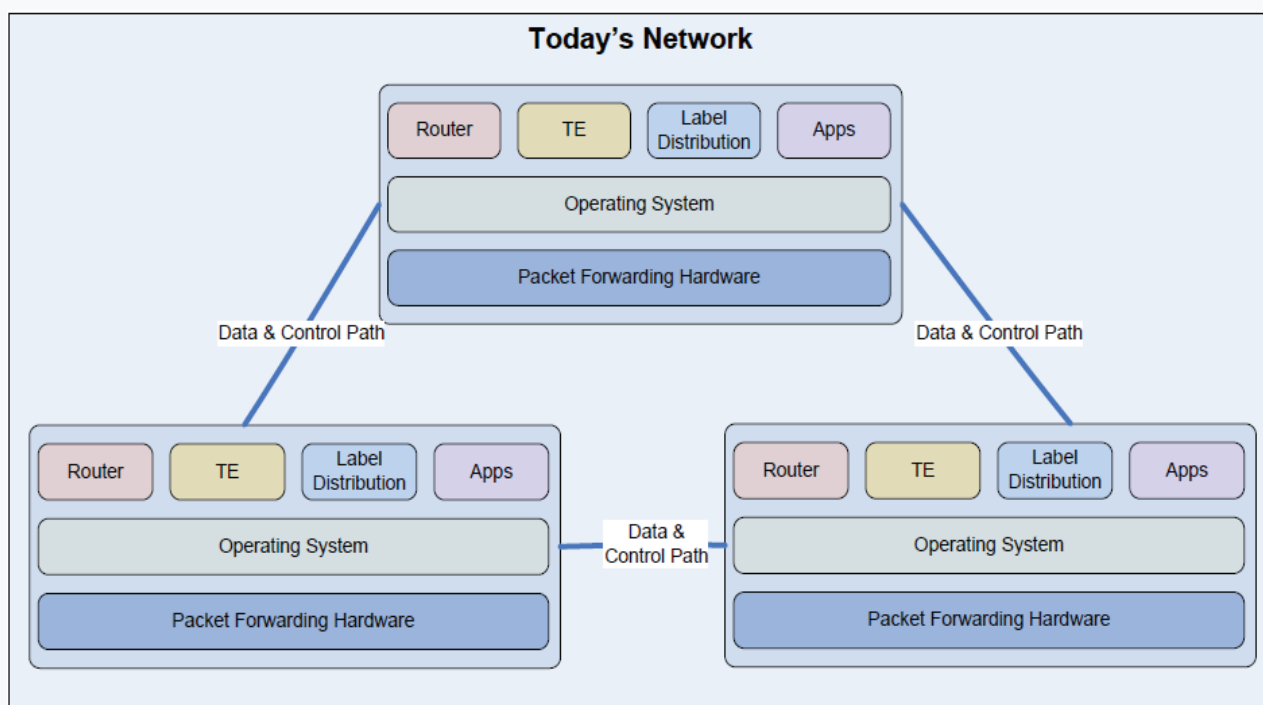 Today's Network
Router
TE
Label
Distribution
Apps
Operating System
Packet Forwarding Hardware
Data & Control Path
Data & Control Path
Router
TE
Label
Distribution
Apps
Operating System
Packet Forwarding Hardware
Data &
Control Path
Router
TE
Label
Distribution
Apps
Operating System
Packet Forwarding Hardware